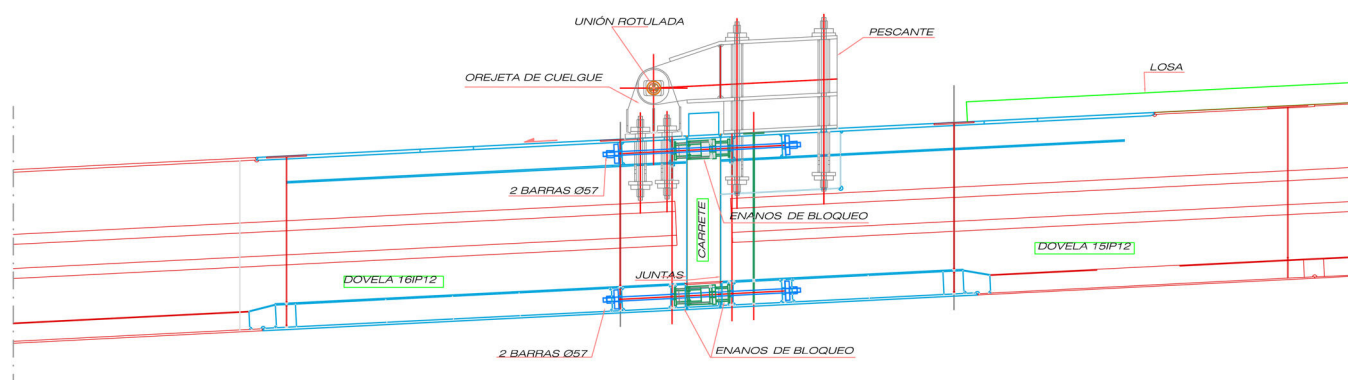 UNIÓN ROTULADA
PESCANTE
LOSA
OREJETA DE CUELGUE
2 BARRAS Ø57
ENANOS DE BLOQUEO
CARRETE
DOVELA 15IP12
JUNTAS
DOVELA 16IP12
2 BARRAS Ø57
ENANOS DE BLOQUEO